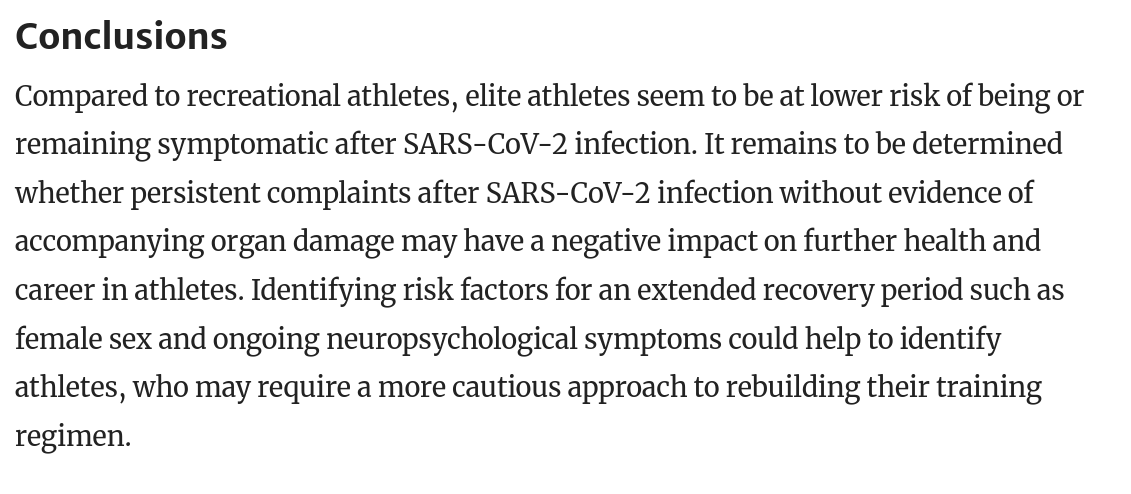 Conclusions
Compared to recreational athletes, elite athletes seem to be at lower risk of being or
remaining symptomatic after SARS-CoV-2 infection. It remains to be determined
whether persistent complaints after SARS-CoV-2 infection without evidence of
accompanying organ damage may have a negative impact on further health and
career in athletes. Identifying risk factors for an extended recovery period such as
female sex and ongoing neuropsychological symptoms could help to identify
athletes, who may require a more cautious approach to rebuilding their training
regimen.